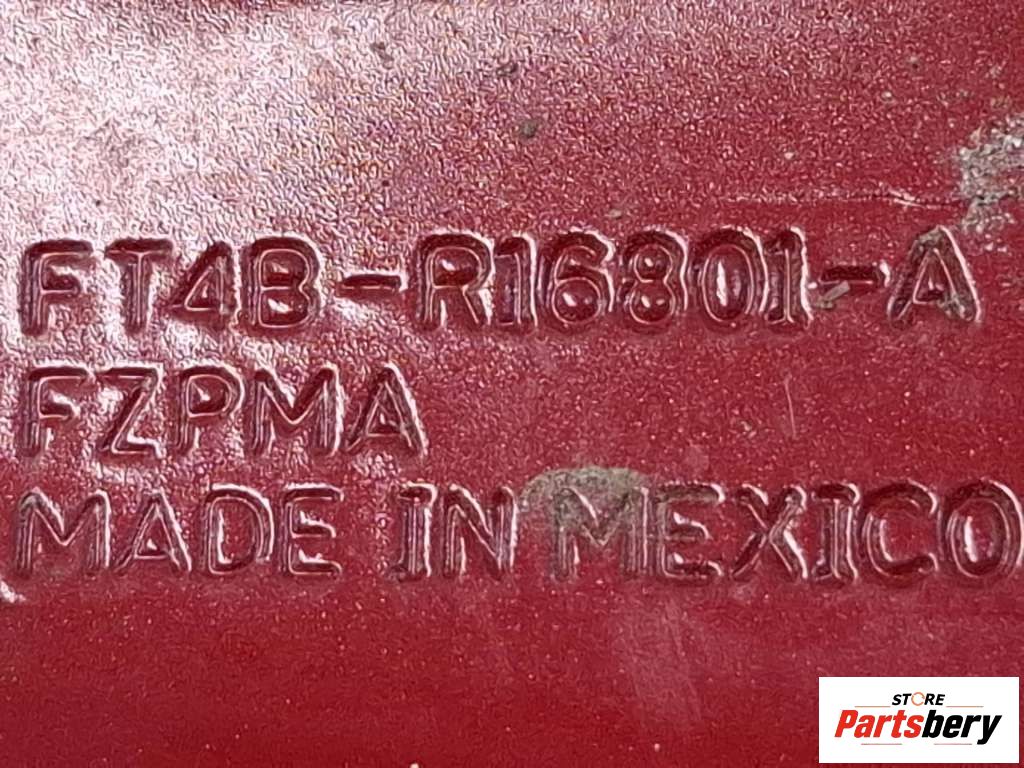 FT4B-R16801-A
FZPMA
MADE IN MEXICO
STORE
Partsbery